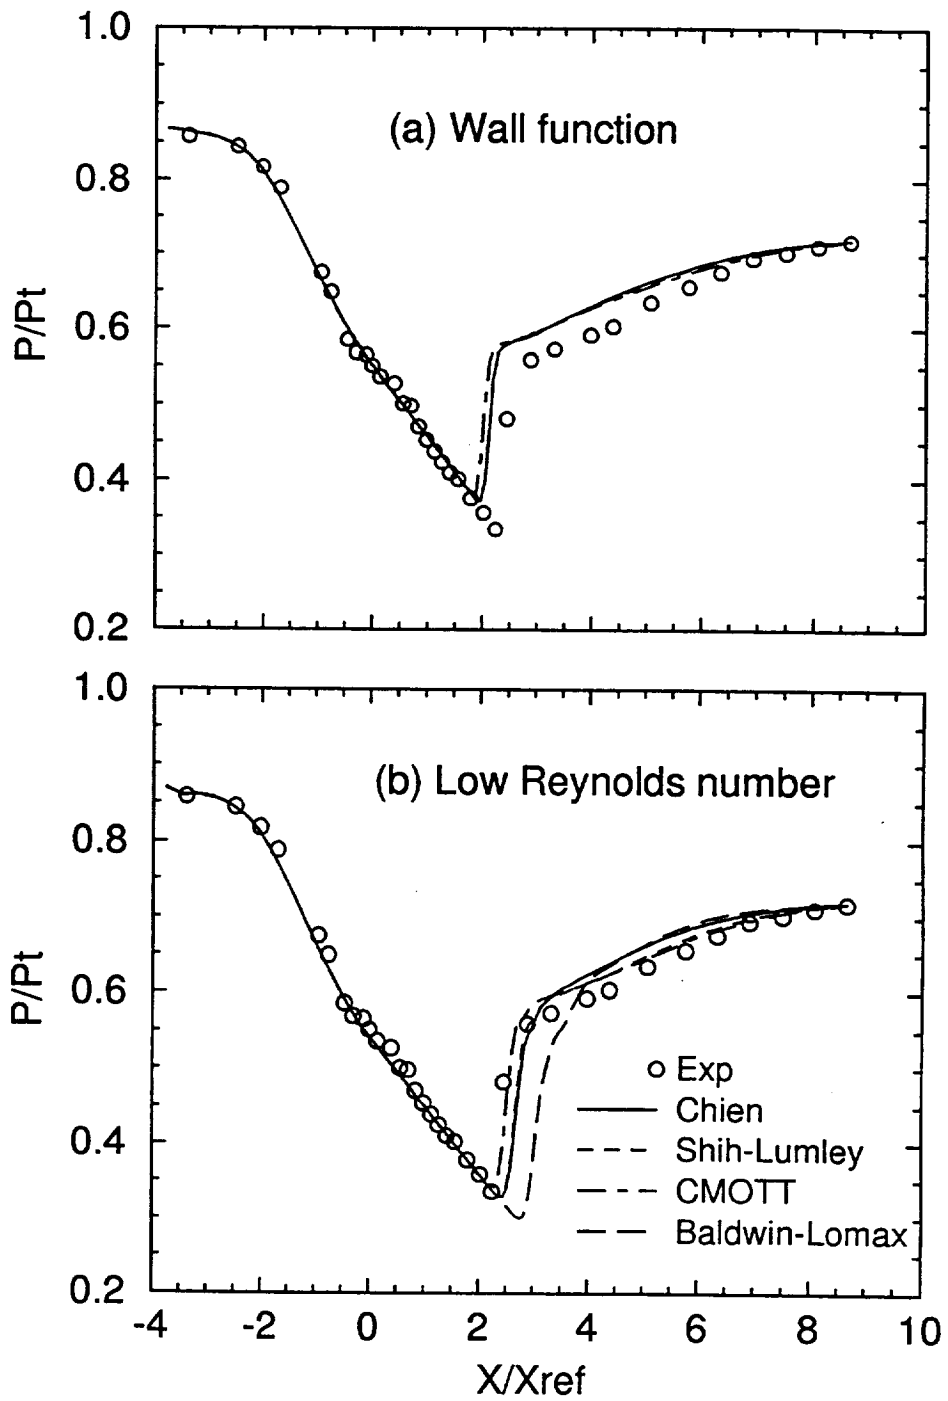 1.0
(a) Wall function
0.8
P/Pt
0.6
0.4
0.2
1.0
(b) Low Reynolds number
0.8
P/Pt
0.6
Exp
Chien
0.4
Shih-Lumley
CMOTT
Baldwin-Lomax
0.2
-4 -2 0 2 4 6 8 10
X/Xref